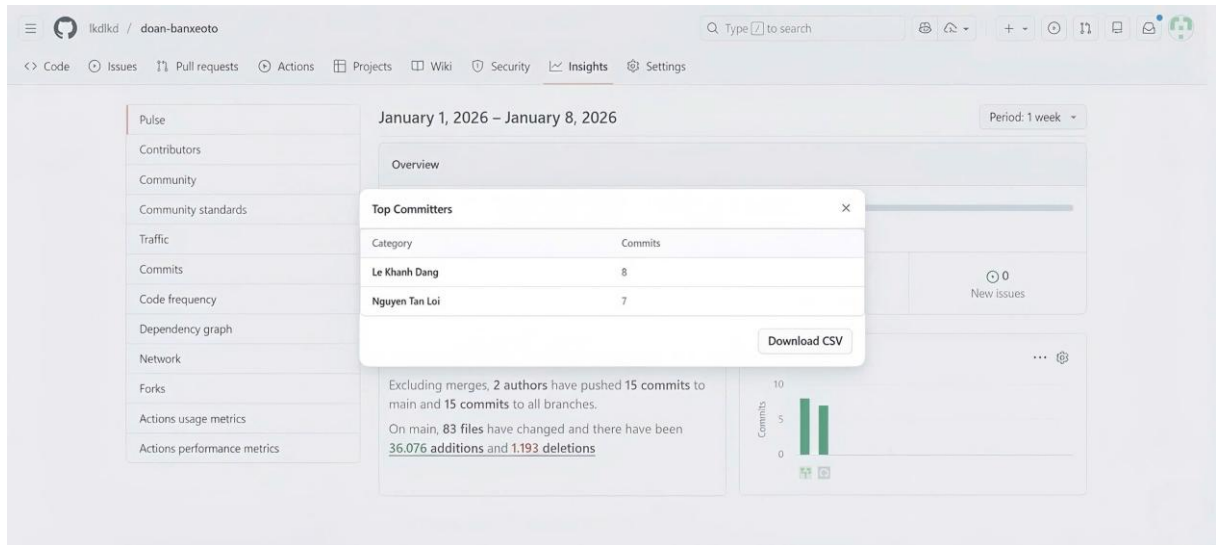 lkdlkd / doan-banxeoto
Type / to search
Code Issues Pull requests Actions Projects Wiki Security Insights Settings
Pulse
Contributors
Community
Community standards
Traffic
Commits
Code frequency
Dependency graph
Network
Forks
Actions usage metrics
Actions performance metrics
January 1, 2026 – January 8, 2026
Period: 1 week
Overview
Top Committers
Category Commits
Le Khanh Dang 8
Nguyen Tan Loi 7
Download CSV
0
New issues
Excluding merges, 2 authors have pushed 15 commits to
main and 15 commits to all branches.
On main, 83 files have changed and there have been
36.076 additions and 1.193 deletions
Commits
10
5
0